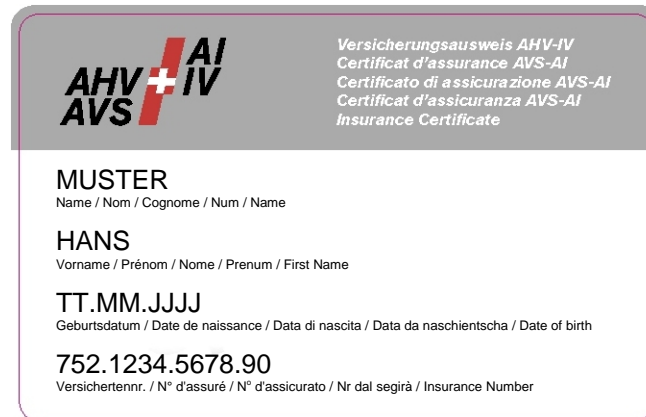 AHV AI
AVS IV
Versicherungsausweis AHV-IV
Certificat d'assurance AVS-AI
Certificato di assicurazione AVS-AI
Certificat d'assicuranza AVS-AI
Insurance Certificate
MUSTER
Name / Nom / Cognome / Num / Name
HANS
Vorname / Prénom / Nome / Prenum / First Name
TT.MM.JJJJ
Geburtsdatum / Date de naissance / Data di nascita / Data da naschientscha / Date of birth
752.1234.5678.90
Versichertennr. / N° d'assuré / N° d'assicurato / Nr dal segirà / Insurance Number